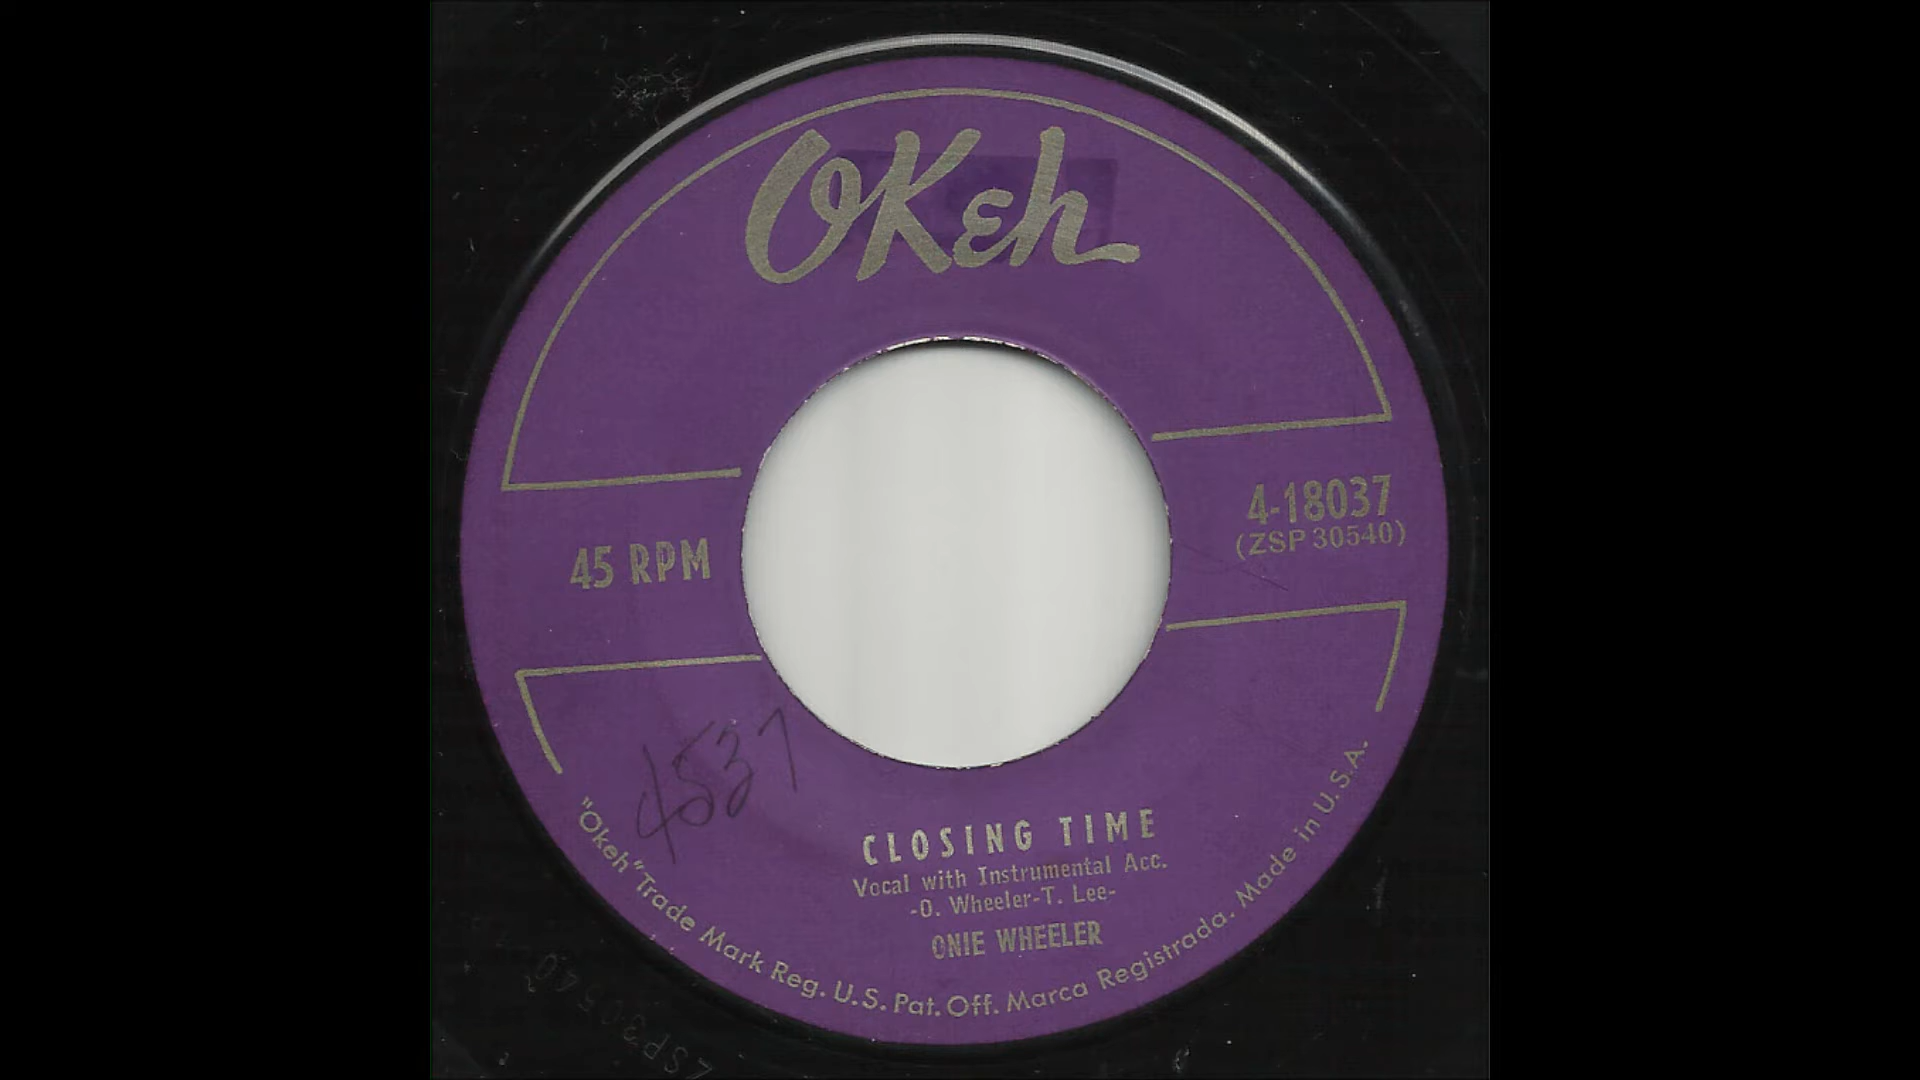 OKeh
45 RPM
4-18037
(ZSP 30540)
4537
CLOSING TIME
Vocal with Instrumental Acc.
-O. Wheeler-T. Lee-
ONIE WHEELER
"Okeh" Trade Mark Reg. U.S. Pat. Off. Marca Registrada. Made in U.S.A.
ZSP30540